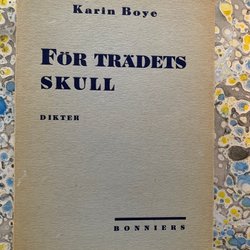 Karin Boye
FÖR TRÄDETS
SKULL
DIKTER
BONNIERS